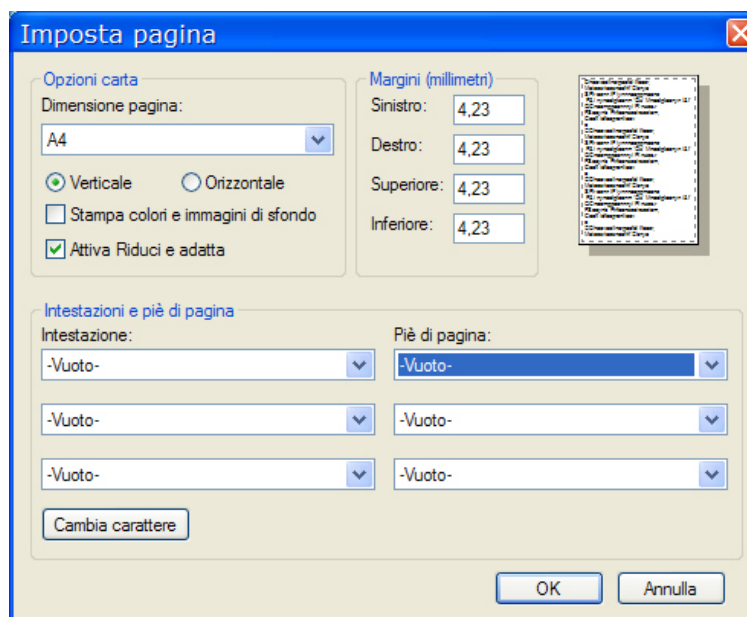 Imposta pagina
Opzioni carta
Dimensione pagina:
A4
Verticale Orizzontale
Stampa colori e immagini di sfondo
Attiva Riduci e adatta
Margini (millimetri)
Sinistro: 4,23
Destro: 4,23
Superiore: 4,23
Inferiore: 4,23
Intestazioni e piè di pagina
Intestazione: Piè di pagina:
-Vuoto- -Vuoto-
-Vuoto- -Vuoto-
-Vuoto- -Vuoto-
Cambia carattere
OK Annulla